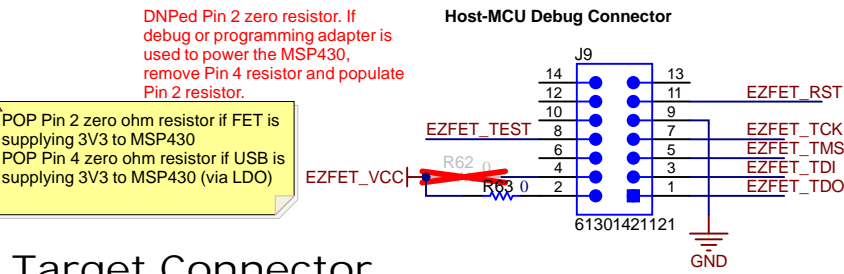 DNPed Pin 2 zero resistor. If
debug or programming adapter is
used to power the MSP430,
remove Pin 4 resistor and populate
Pin 2 resistor.
Host-MCU Debug Connector
POP Pin 2 zero ohm resistor if FET is
supplying 3V3 to MSP430
POP Pin 4 zero ohm resistor if USB is
supplying 3V3 to MSP430 (via LDO)
J9
14 13
12 11 EZFET_RST
10 9
EZFET_TEST 8 7 EZFET_TCK
6 5 EZFET_TMS
R62 0 4 3 EZFET_TDI
EZFET_VCC
R63 0 2 1 EZFET_TDO
61301421121
GND
Target Connector